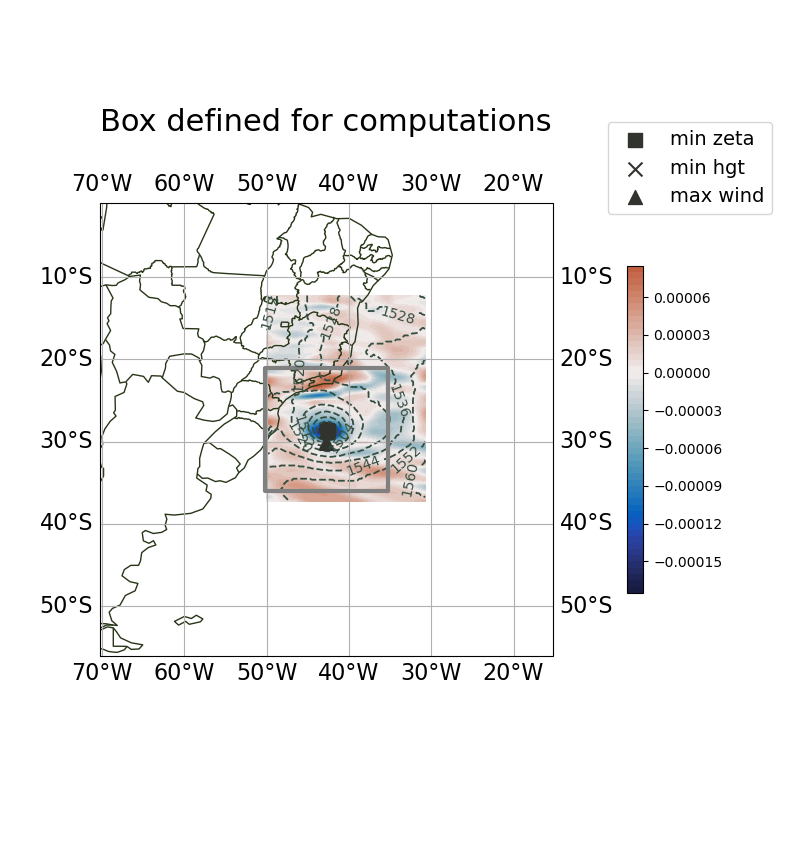 Box defined for computations
min zeta
min hgt
max wind
70°W 60°W 50°W 40°W 30°W 20°W
10°S 10°S
20°S 20°S
30°S 30°S
40°S 40°S
50°S 50°S
70°W 60°W 50°W 40°W 30°W 20°W
1528
1528
1536
1544
1552
1560
0.00006
0.00003
0.00000
−0.00003
−0.00006
−0.00009
−0.00012
−0.00015